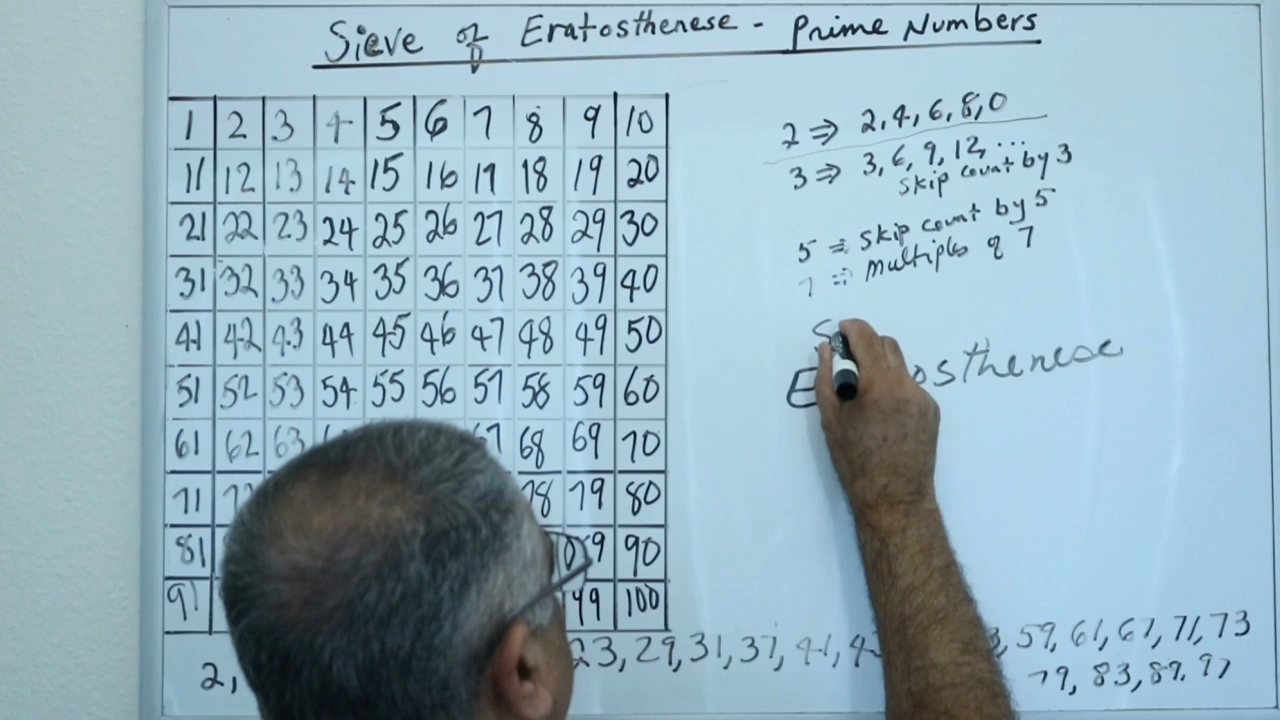 Sieve of Eratosthenese - Prime Numbers
1 2 3 4 5 6 7 8 9 10
11 12 13 14 15 16 17 18 19 20
21 22 23 24 25 26 27 28 29 30
31 32 33 34 35 36 37 38 39 40
41 42 43 44 45 46 47 48 49 50
51 52 53 54 55 56 57 58 59 60
61 62 63 67 68 69 70
71 78 79 80
81 90
91 99 100
2, 23, 29, 31, 37, 41, 59, 61, 67, 71, 73
79, 83, 89, 97
2 ⇒ 2, 4, 6, 8, 0
3 ⇒ 3, 6, 9, 12, ...
skip count by 3
5 ⇒ skip count by 5
7 ⇒ multiples of 7
S
E osthenese